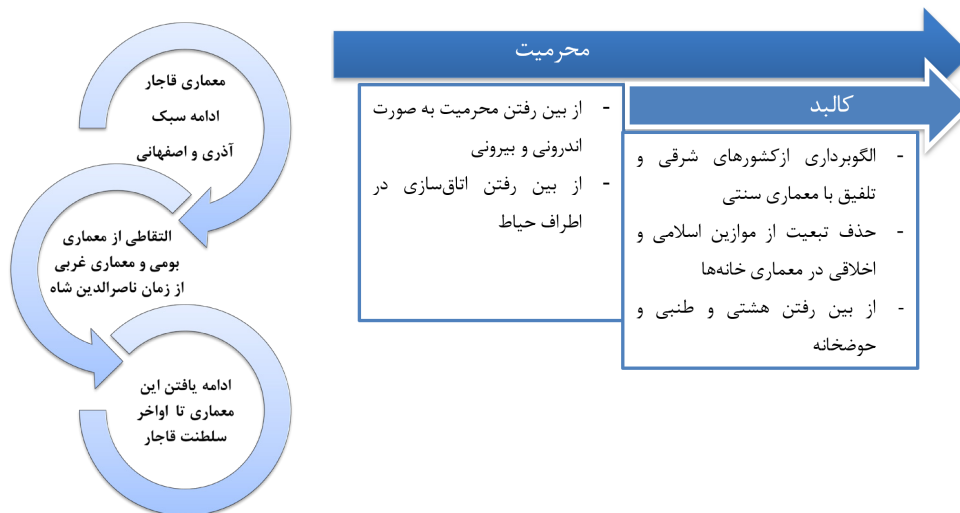 محرمیت
کالبد
- از بین رفتن محرمیت به صورت
اندرونی و بیرونی
- از بین رفتن اتاق‌سازی در
اطراف حیاط
- الگوبرداری ازکشورهای شرقی و
تلفیق با معماری سنتی
- حذف تبعیت از موازین اسلامی و
اخلاقی در معماری خانه‌ها
- از بین رفتن هشتی و طنبی و
حوضخانه
معماری قاجار
ادامه سبک
آذری و اصفهانی
التقاطی از معماری
بومی و معماری غربی
از زمان ناصرالدین شاه
ادامه یافتن این
معماری تا اواخر
سلطنت قاجار